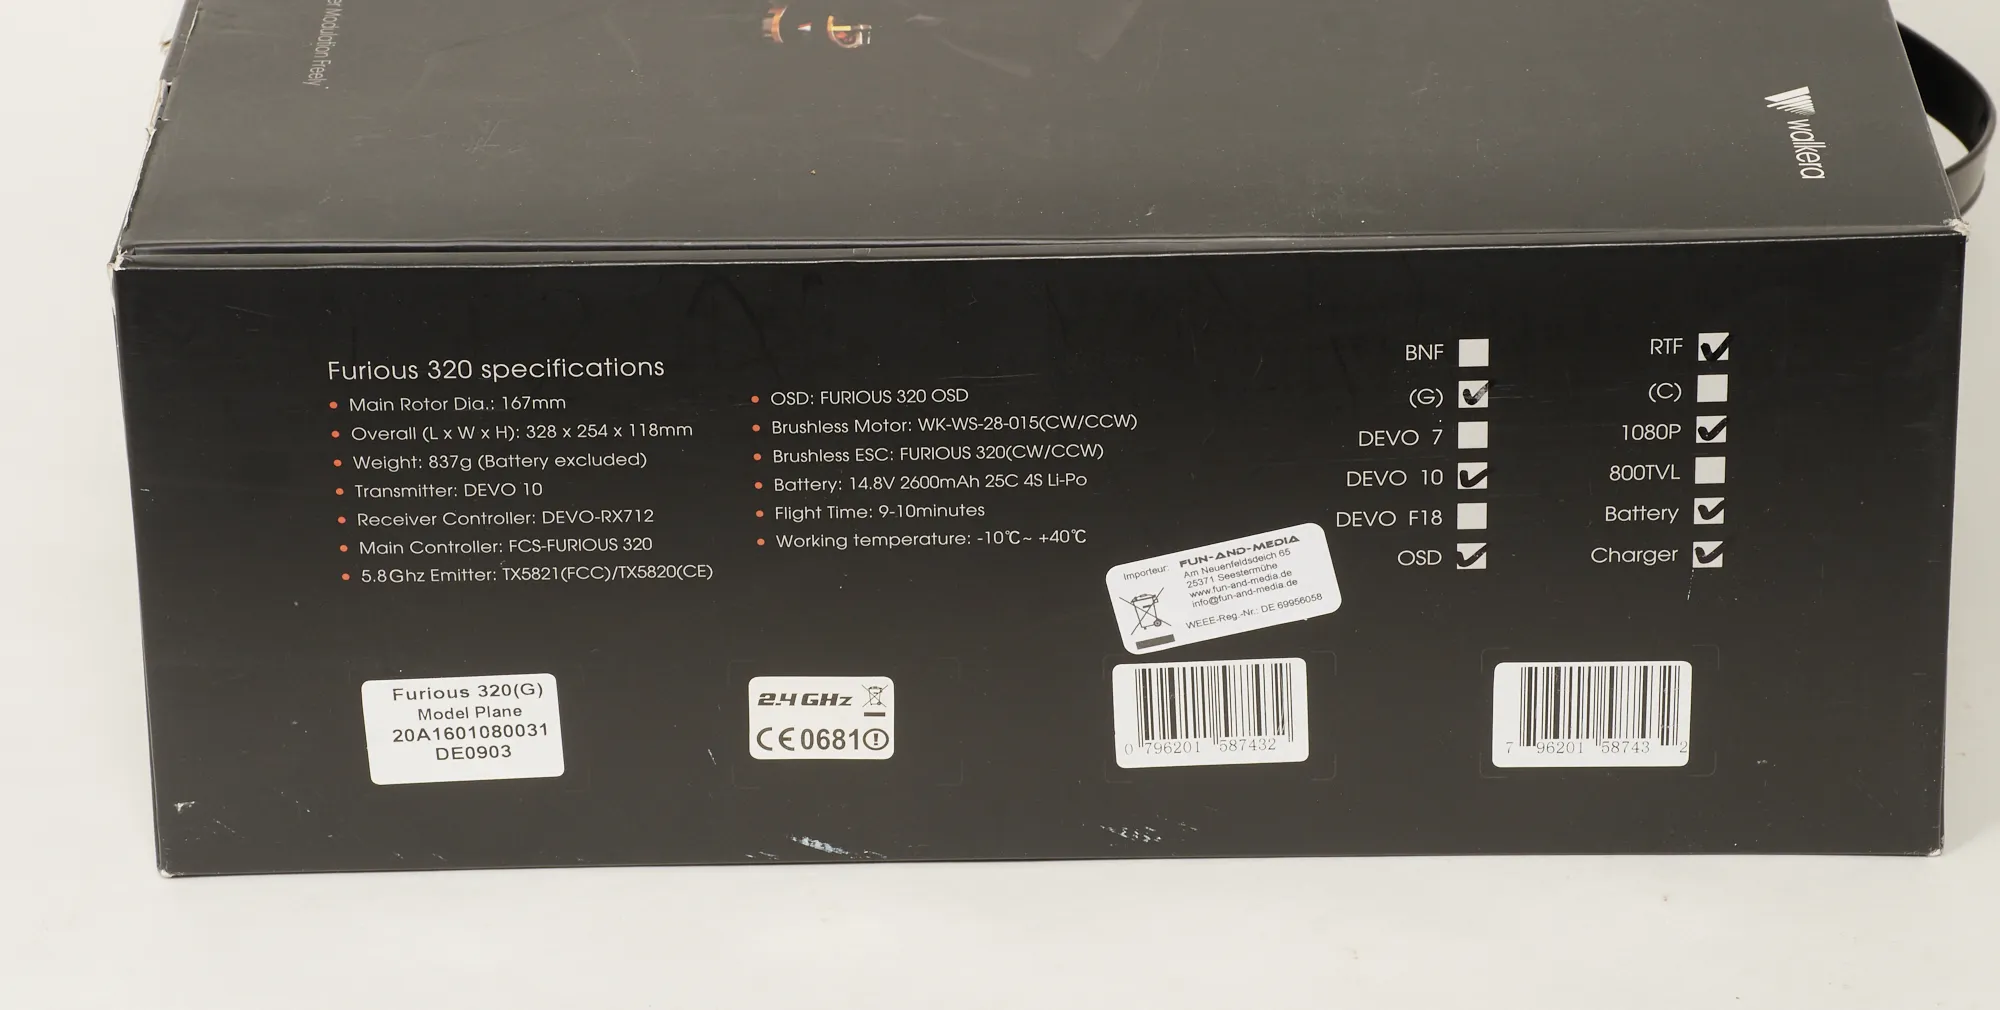 er Modulation Freely
walkera
Furious 320 specifications
• Main Rotor Dia.: 167mm
• Overall (L x W x H): 328 x 254 x 118mm
• Weight: 837g (Battery excluded)
• Transmitter: DEVO 10
• Receiver Controller: DEVO-RX712
• Main Controller: FCS-FURIOUS 320
• 5.8Ghz Emitter: TX5821(FCC)/TX5820(CE)
• OSD: FURIOUS 320 OSD
• Brushless Motor: WK-WS-28-015(CW/CCW)
• Brushless ESC: FURIOUS 320(CW/CCW)
• Battery: 14.8V 2600mAh 25C 4S Li-Po
• Flight Time: 9-10minutes
• Working temperature: -10℃~ +40℃
BNF
(G)
DEVO 7
DEVO 10
DEVO F18
OSD
RTF
(C)
1080P
800TVL
Battery
Charger
Importeur: FUN-AND-MEDIA
Am Neuenfeldsdeich 65
25371 Seestermühe
www.fun-and-media.de
info@fun-and-media.de
WEEE-Reg.-Nr.: DE 69956058
Furious 320(G)
Model Plane
20A1601080031
DE0903
2.4 GHz
CE0681
0 796201 587432
7 96201 58743 2